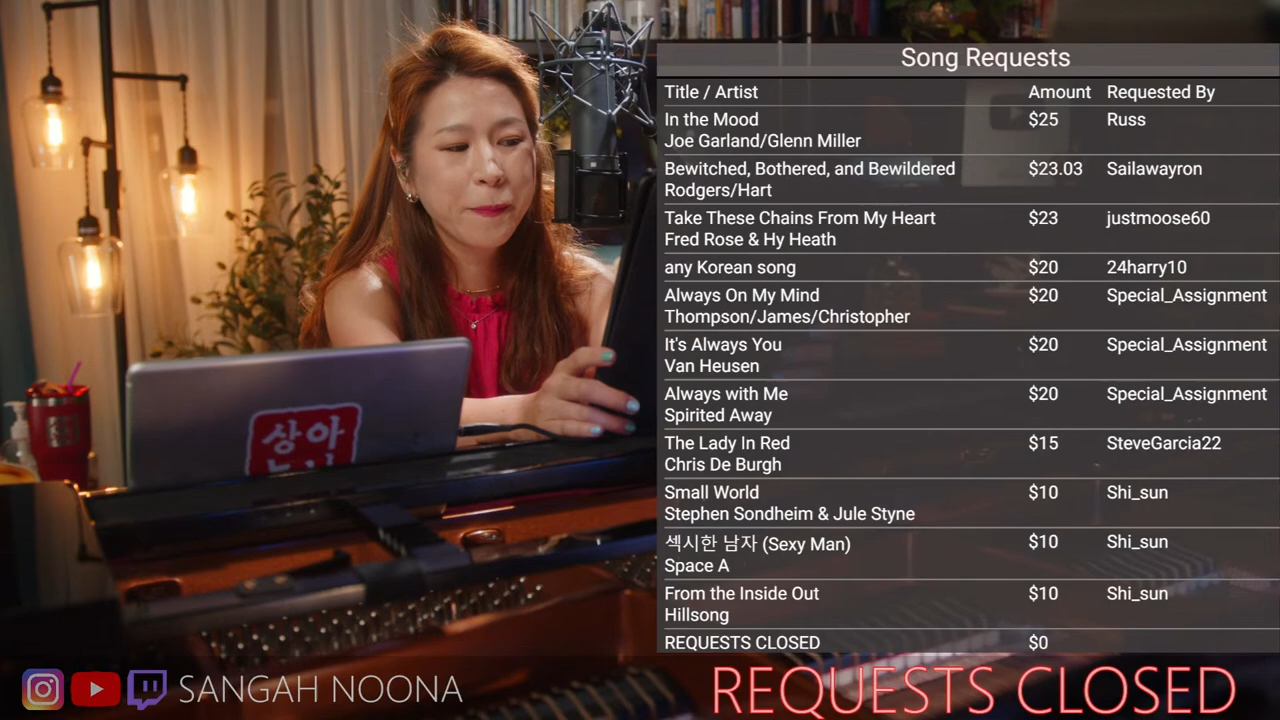 Song Requests
Title / Artist Amount Requested By
In the Mood $25 Russ
Joe Garland/Glenn Miller
Bewitched, Bothered, and Bewildered $23.03 Sailawayron
Rodgers/Hart
Take These Chains From My Heart $23 justmoose60
Fred Rose & Hy Heath
any Korean song $20 24harry10
Always On My Mind $20 Special_Assignment
Thompson/James/Christopher
It's Always You $20 Special_Assignment
Van Heusen
Always with Me $20 Special_Assignment
Spirited Away
The Lady In Red $15 SteveGarcia22
Chris De Burgh
Small World $10 Shi_sun
Stephen Sondheim & Jule Styne
섹시한 남자 (Sexy Man) $10 Shi_sun
Space A
From the Inside Out $10 Shi_sun
Hillsong
REQUESTS CLOSED $0
상아
SANGAH NOONA
REQUESTS CLOSED